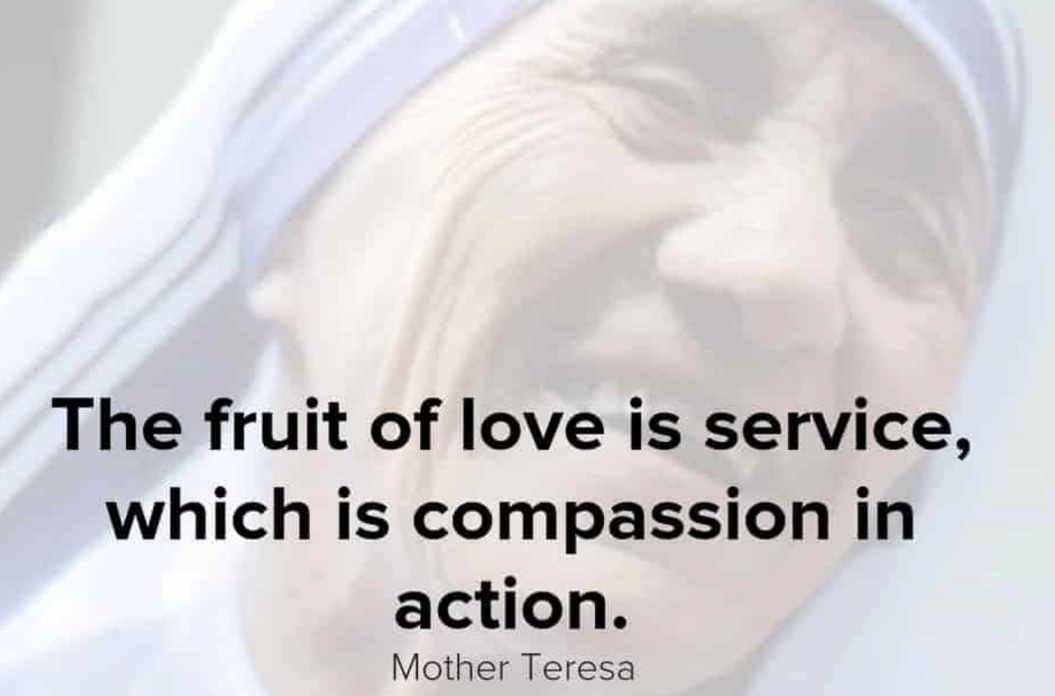 The fruit of love is service,
which is compassion in
action.
Mother Teresa